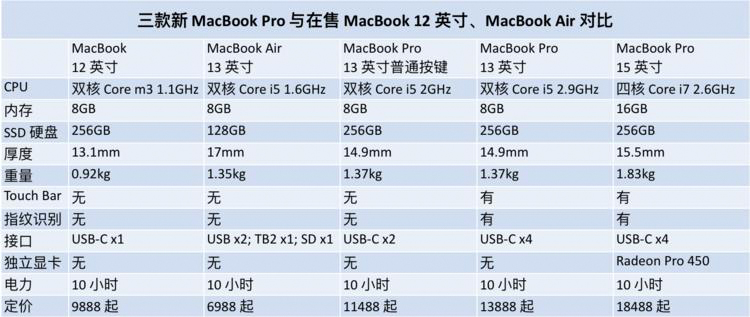 三款新 MacBook Pro 与在售 MacBook 12 英寸、MacBook Air 对比
MacBook 12 英寸 MacBook Air 13 英寸 MacBook Pro 13 英寸普通按键 MacBook Pro 13 英寸 MacBook Pro 15 英寸
CPU 双核 Core m3 1.1GHz 双核 Core i5 1.6GHz 双核 Core i5 2GHz 双核 Core i5 2.9GHz 四核 Core i7 2.6GHz
内存 8GB 8GB 8GB 8GB 16GB
SSD 硬盘 256GB 128GB 256GB 256GB 256GB
厚度 13.1mm 17mm 14.9mm 14.9mm 15.5mm
重量 0.92kg 1.35kg 1.37kg 1.37kg 1.83kg
Touch Bar 无 无 无 有 有
指纹识别 无 无 无 有 有
接口 USB-C x1 USB x2; TB2 x1; SD x1 USB-C x2 USB-C x4 USB-C x4
独立显卡 无 无 无 无 Radeon Pro 450
电力 10 小时 10 小时 10 小时 10 小时 10 小时
定价 9888 起 6988 起 11488 起 13888 起 18488 起